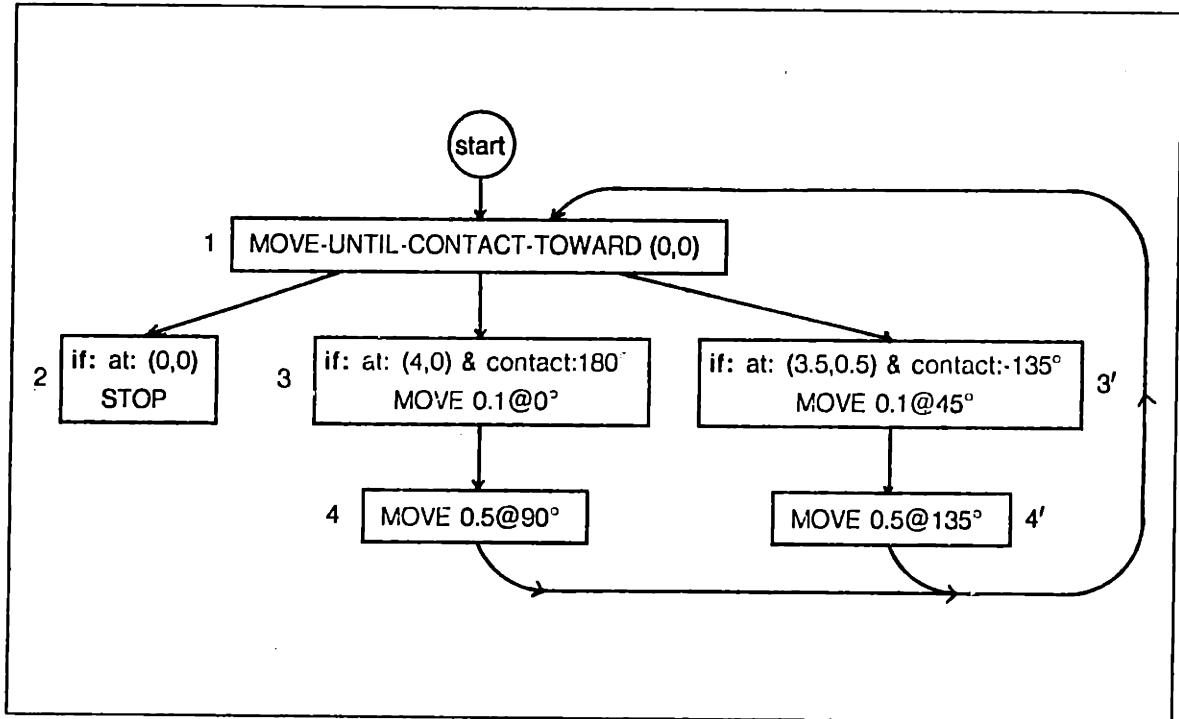 start
1 MOVE-UNTIL-CONTACT-TOWARD (0,0)
2
if: at: (0,0)
STOP
3
if: at: (4,0) & contact:180°
MOVE 0.1@0°
if: at: (3.5,0.5) & contact:-135°
MOVE 0.1@45°
3'
4 MOVE 0.5@90°
MOVE 0.5@135° 4'